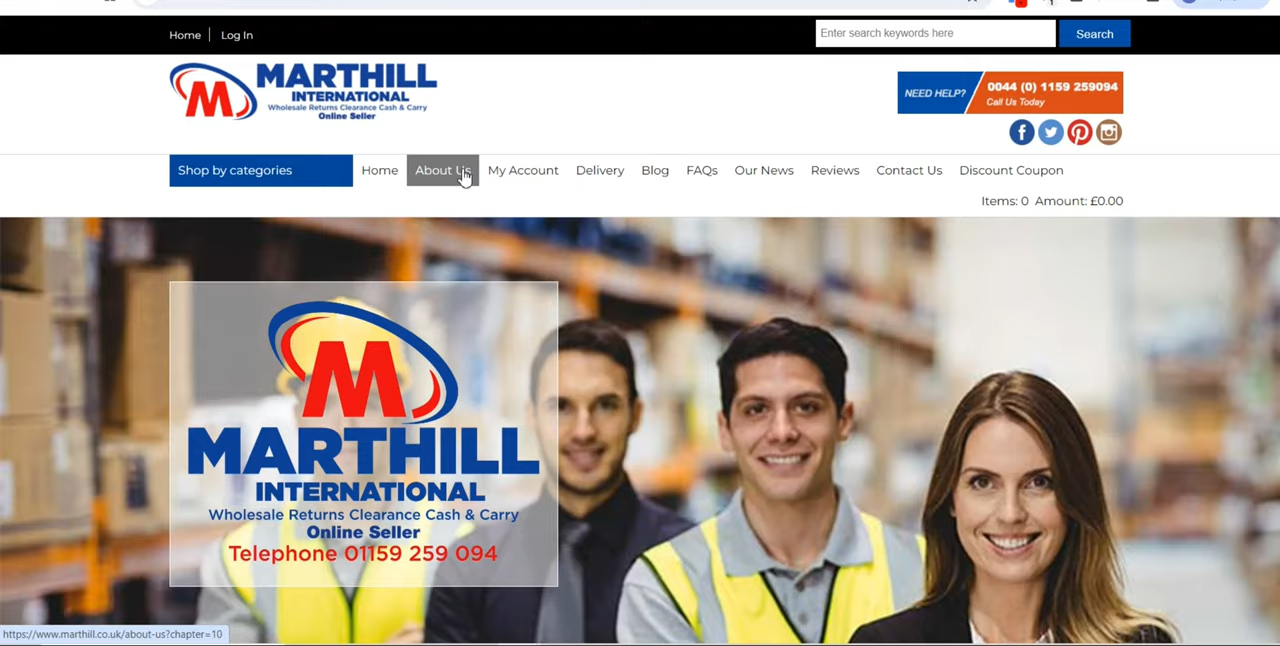 Home Log In
Enter search keywords here Search
M
MARTHILL
INTERNATIONAL
Wholesale Returns Clearance Cash & Carry
Online Seller
NEED HELP? 0044 (0) 1159 259094
Call Us Today
Shop by categories Home About Us My Account Delivery Blog FAQs Our News Reviews Contact Us Discount Coupon
Items: 0 Amount: £0.00
M
MARTHILL
INTERNATIONAL
Wholesale Returns Clearance Cash & Carry
Online Seller
Telephone 01159 259 094
https://www.marthill.co.uk/about-us?chapter=10